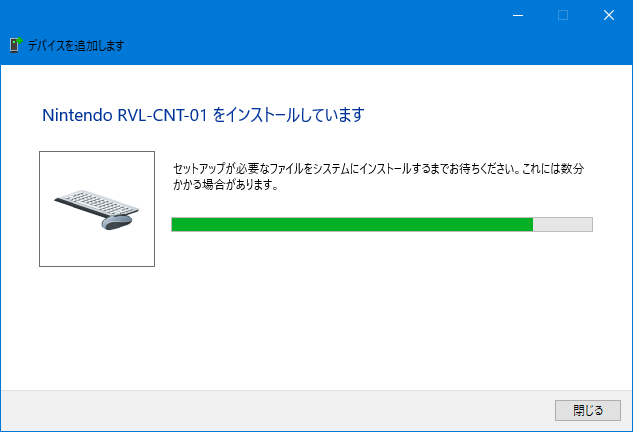 デバイスを追加します
Nintendo RVL-CNT-01 をインストールしています
セットアップが必要なファイルをシステムにインストールするまでお待ちください。これには数分
かかる場合があります。
閉じる